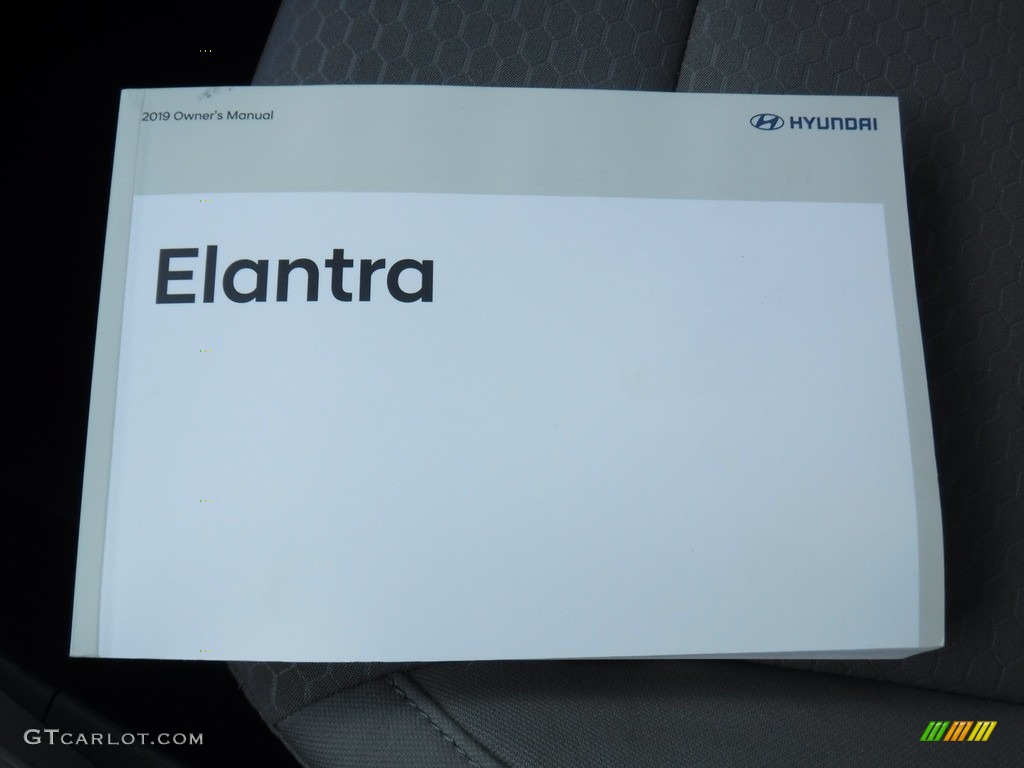 2019 Owner's Manual
HYUNDAI
Elantra
GTCARLOT.COM